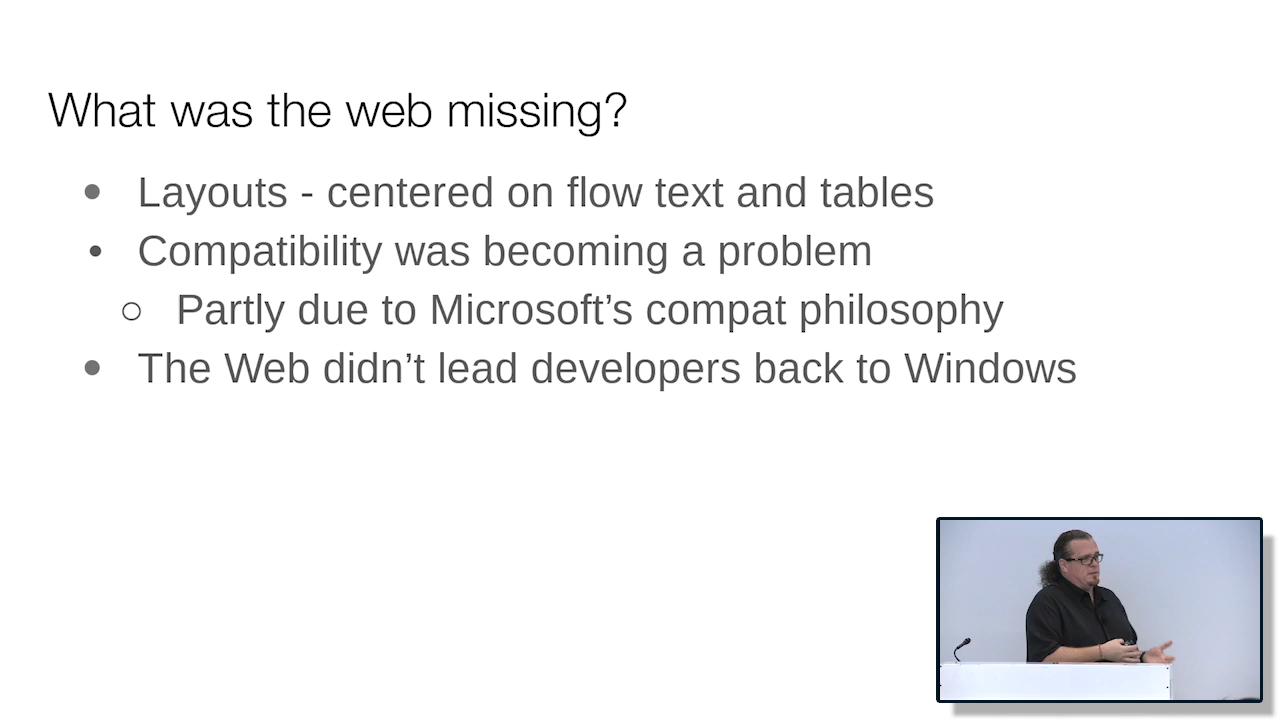 What was the web missing?
● Layouts - centered on flow text and tables
• Compatibility was becoming a problem
○ Partly due to Microsoft’s compat philosophy
● The Web didn’t lead developers back to Windows